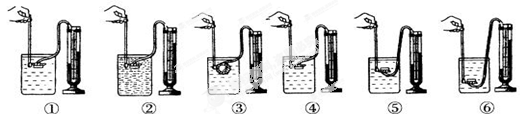 ① ② ③ ④ ⑤ ⑥